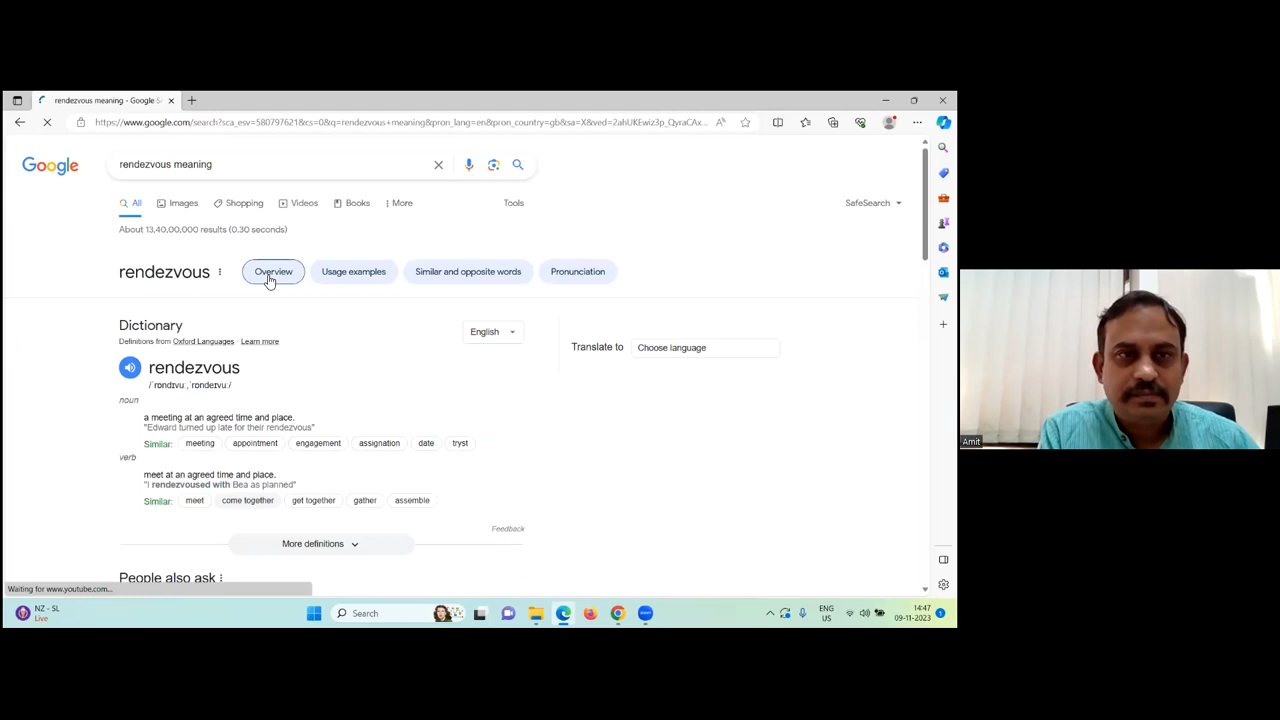 rendezvous meaning - Google S
https://www.google.com/search?sca_esv=580797621&cs=0&q=rendezvous+meaning&pron_lang=en&pron_country=gb&sa=X&ved=2ahUKEwiz3p_QyraCAx...
Google
rendezvous meaning
All Images Shopping Videos Books More Tools SafeSearch
About 13,40,00,000 results (0.30 seconds)
rendezvous Overview Usage examples Similar and opposite words Pronunciation
Dictionary
Definitions from Oxford Languages Learn more
English
Translate to Choose language
rendezvous
/ˈrɒndɪvuː,ˈrɒndeɪvuː/
noun
a meeting at an agreed time and place.
"Edward turned up late for their rendezvous"
Similar: meeting appointment engagement assignation date tryst
verb
meet at an agreed time and place.
"I rendezvoused with Bea as planned"
Similar: meet come together get together gather assemble
Feedback
More definitions
People also ask
Waiting for www.youtube.com...
Amit
NZ - SL
Live
Search
ENG
US
14:47
09-11-2023